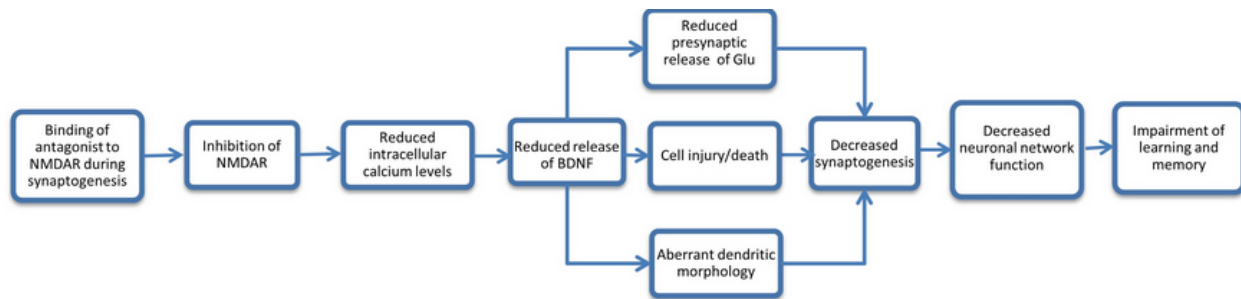 Binding of
antagonist to
NMDAR during
synaptogenesis
Inhibition of
NMDAR
Reduced
intracellular
calcium levels
Reduced release
of BDNF
Reduced
presynaptic
release of Glu
Cell injury/death
Aberrant dendritic
morphology
Decreased
synaptogenesis
Decreased
neuronal network
function
Impairment of
learning and
memory